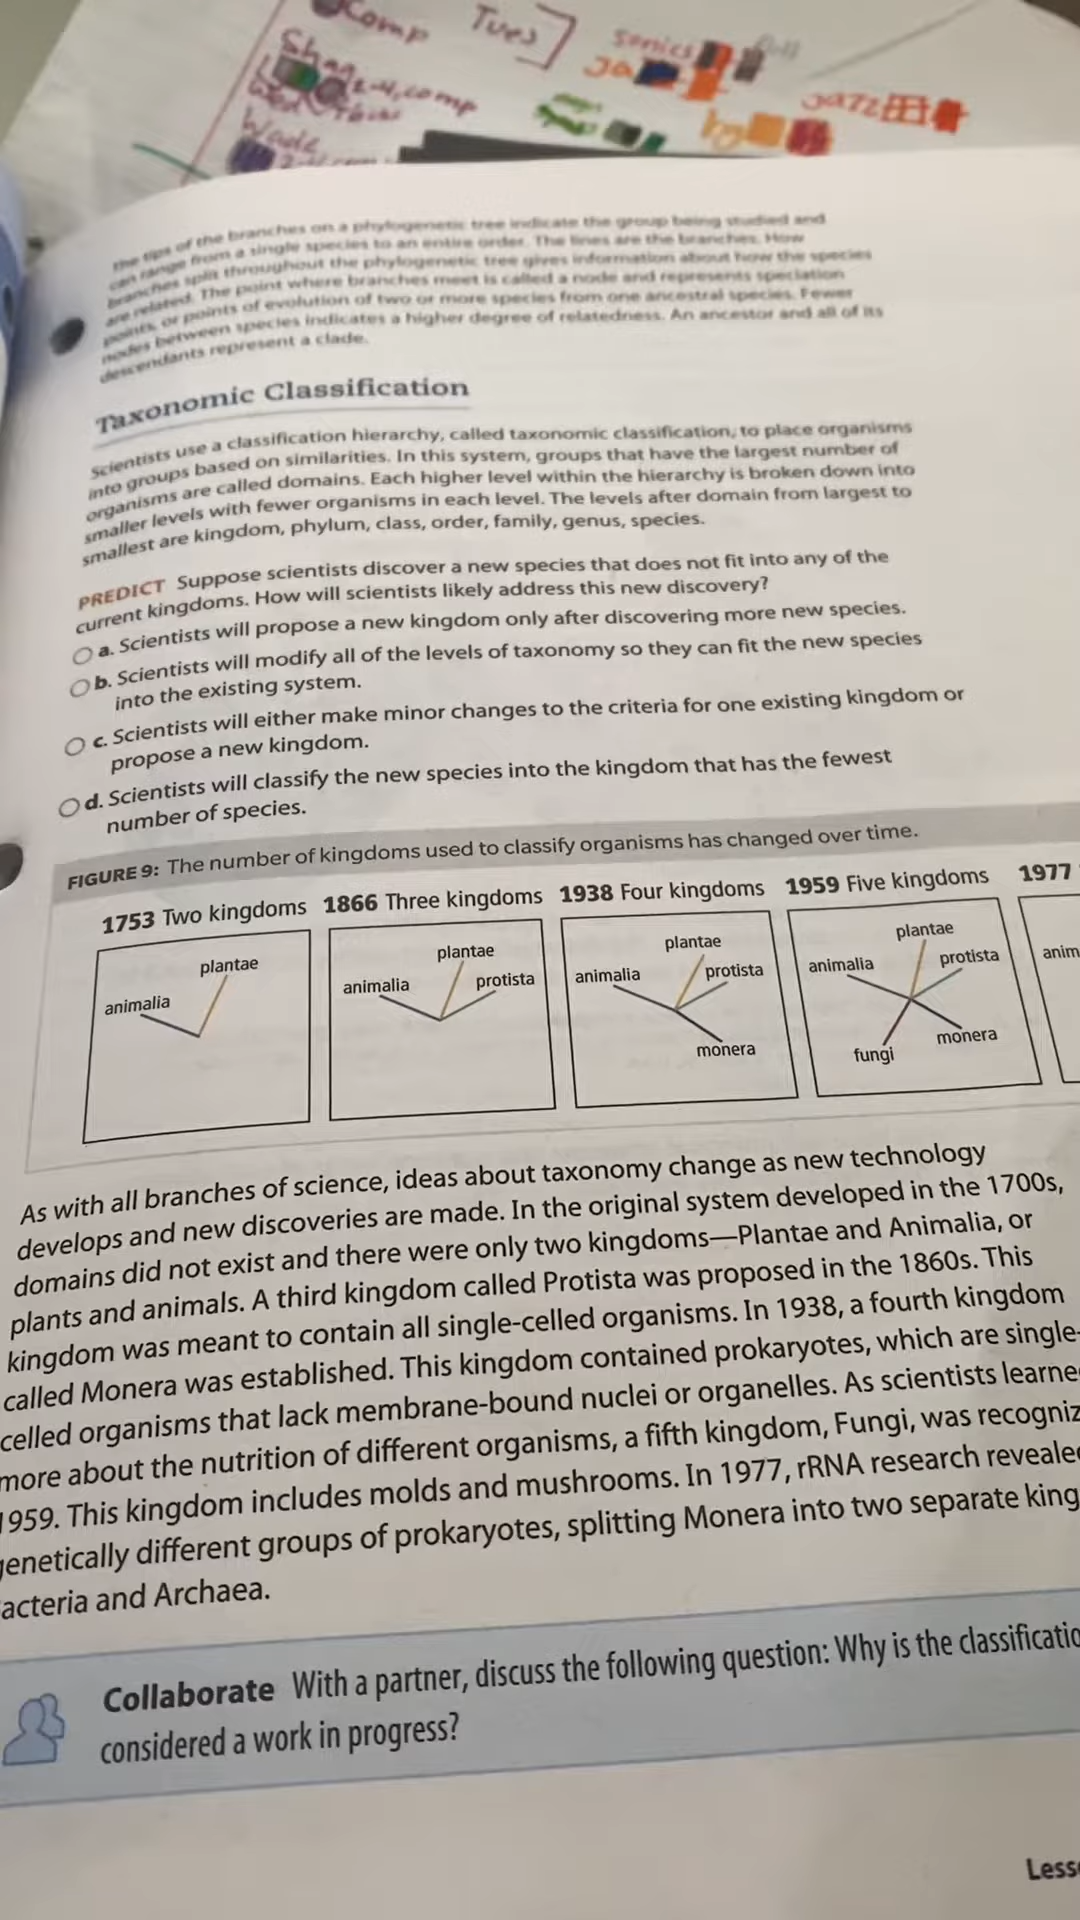 Comp Tues
sonics
Shan
2-4, comp
Jazz
Wade
the tips of the branches on a phylogenetic tree indicate the group being studied and
can range from a single species to an entire order. The lines are the branches. How
branches split throughout the phylogenetic tree gives information about how the species
are related. The point where branches meet is called a node and represents speciation
points, or points of evolution of two or more species from one ancestral species. Fewer
nodes between species indicates a higher degree of relatedness. An ancestor and all of its
descendants represent a clade.
Taxonomic Classification
Scientists use a classification hierarchy, called taxonomic classification, to place organisms
into groups based on similarities. In this system, groups that have the largest number of
organisms are called domains. Each higher level within the hierarchy is broken down into
smaller levels with fewer organisms in each level. The levels after domain from largest to
smallest are kingdom, phylum, class, order, family, genus, species.
PREDICT Suppose scientists discover a new species that does not fit into any of the
current kingdoms. How will scientists likely address this new discovery?
a. Scientists will propose a new kingdom only after discovering more new species.
b. Scientists will modify all of the levels of taxonomy so they can fit the new species
into the existing system.
c. Scientists will either make minor changes to the criteria for one existing kingdom or
propose a new kingdom.
d. Scientists will classify the new species into the kingdom that has the fewest
number of species.
FIGURE 9: The number of kingdoms used to classify organisms has changed over time.
1753 Two kingdoms 1866 Three kingdoms 1938 Four kingdoms 1959 Five kingdoms 1977
plantae
animalia
plantae
animalia protista
plantae
animalia protista
monera
plantae
animalia protista
fungi monera
anim
As with all branches of science, ideas about taxonomy change as new technology
develops and new discoveries are made. In the original system developed in the 1700s,
domains did not exist and there were only two kingdoms—Plantae and Animalia, or
plants and animals. A third kingdom called Protista was proposed in the 1860s. This
kingdom was meant to contain all single-celled organisms. In 1938, a fourth kingdom
called Monera was established. This kingdom contained prokaryotes, which are single-
celled organisms that lack membrane-bound nuclei or organelles. As scientists learne
more about the nutrition of different organisms, a fifth kingdom, Fungi, was recogniz
1959. This kingdom includes molds and mushrooms. In 1977, rRNA research reveale
genetically different groups of prokaryotes, splitting Monera into two separate king
acteria and Archaea.
Collaborate With a partner, discuss the following question: Why is the classificatio
considered a work in progress?
Less